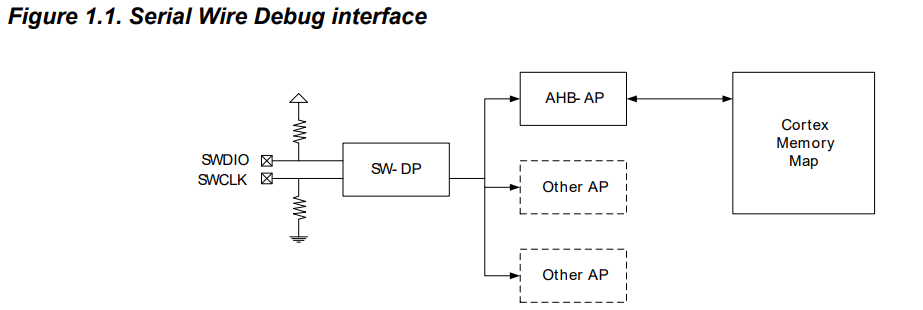 Figure 1.1. Serial Wire Debug interface
SWDIO
SWCLK
SW- DP
AHB- AP
Other AP
Other AP
Cortex
Memory
Map